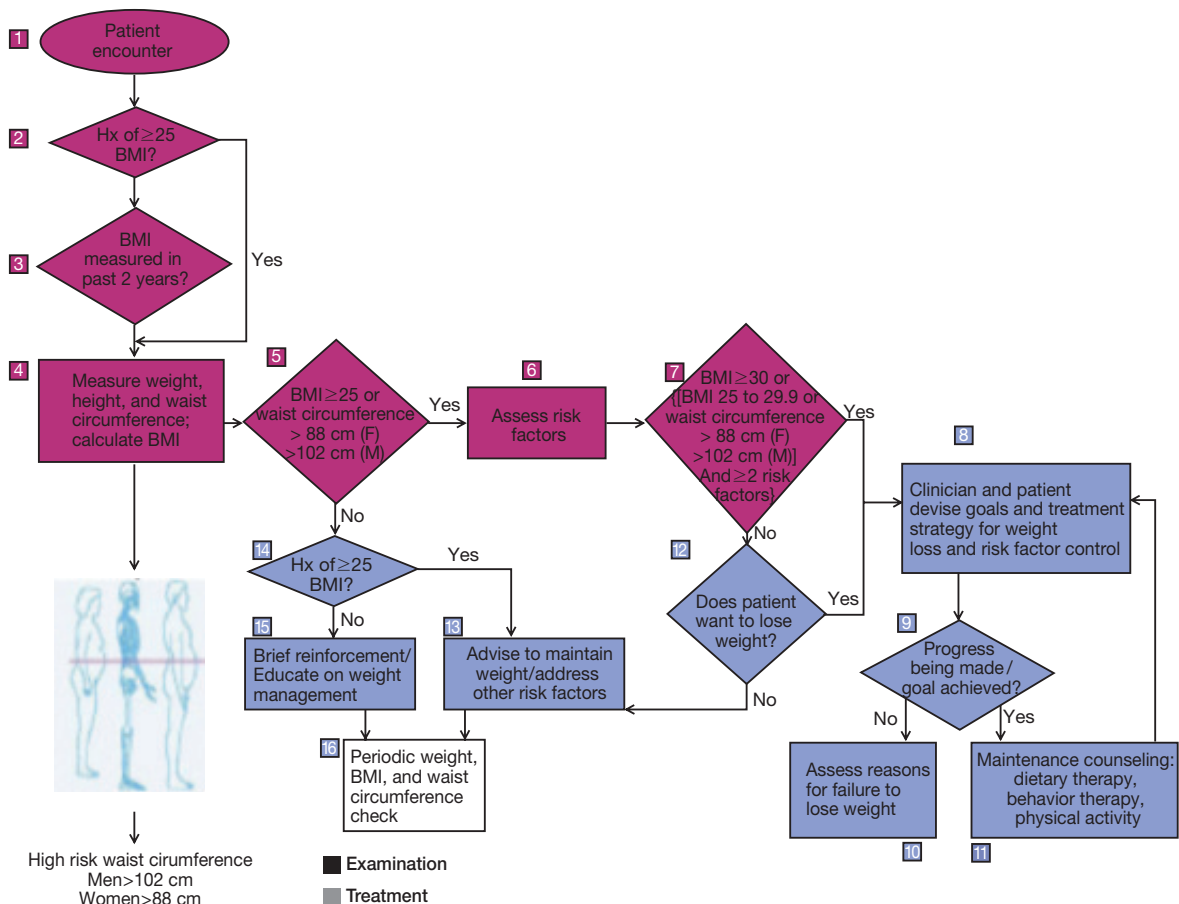 1
Patient
encounter
2
Hx of ≥25
BMI?
3
BMI
measured in
past 2 years?
Yes
4
Measure weight,
height, and waist
circumference;
calculate BMI
5
BMI≥25 or
waist circumference
> 88 cm (F)
>102 cm (M)
Yes
No
6
Assess risk
factors
7
BMI≥30 or
{[BMI 25 to 29.9 or
waist circumference
> 88 cm (F)
>102 cm (M)]
And≥2 risk
factors}
Yes
No
8
Clinician and patient
devise goals and treatment
strategy for weight
loss and risk factor control
14
Hx of ≥25
BMI?
Yes
No
12
Does patient
want to lose
weight?
Yes
No
9
Progress
being made/
goal achieved?
No
Yes
15
Brief reinforcement/
Educate on weight
management
13
Advise to maintain
weight/address
other risk factors
16
Periodic weight,
BMI, and waist
circumference
check
Assess reasons
for failure to
lose weight
10
Maintenance counseling:
dietary therapy,
behavior therapy,
physical activity
11
High risk waist cirumference
Men>102 cm
Women>88 cm
Examination
Treatment